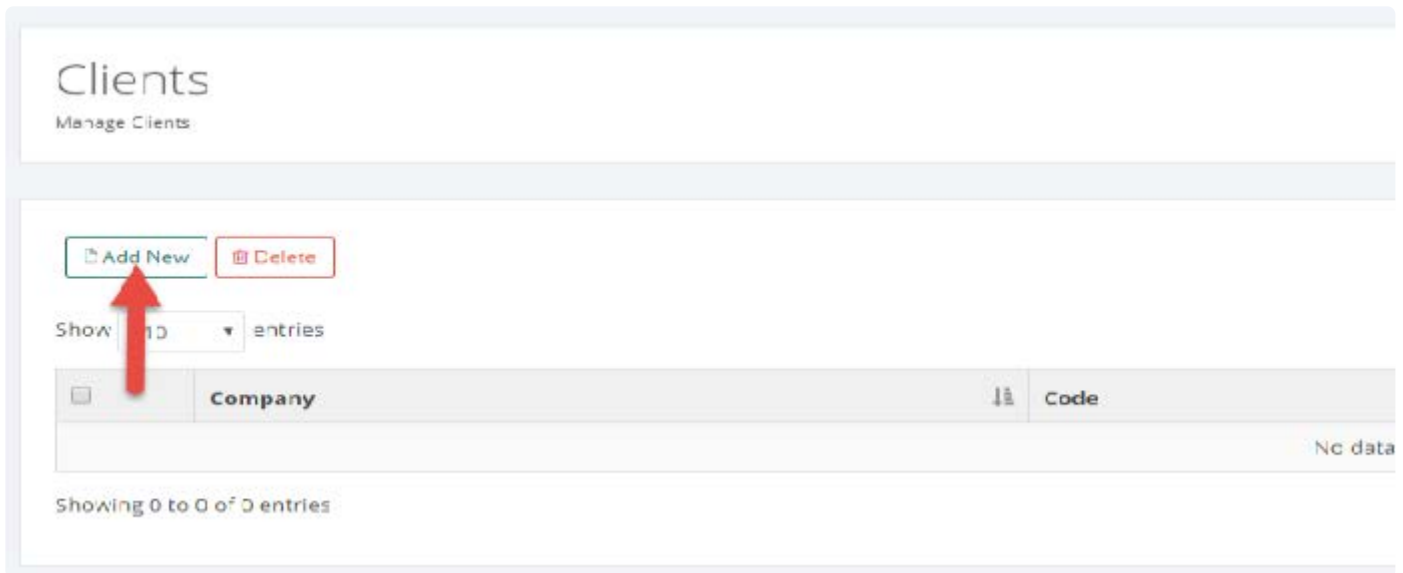 Clients
Manage Clients
Add New Delete
Show 10 entries
Company Code
No data
Showing 0 to 0 of 0 entries